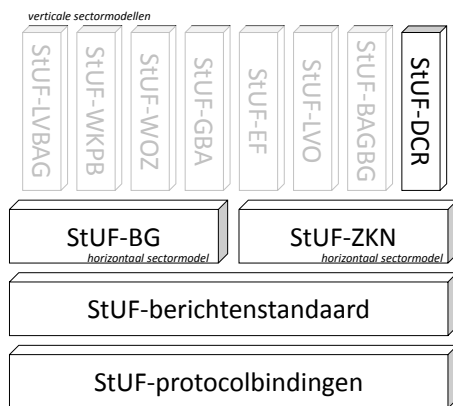 verticale sectormodellen
StUF-LVBAG
StUF-WKPB
StUF-WOZ
StUF-GBA
StUF-EF
StUF-LVO
StUF-BAGBG
StUF-DCR
StUF-BG
horizontaal sectormodel
StUF-ZKN
horizontaal sectormodel
StUF-berichtenstandaard
StUF-protocolbindingen